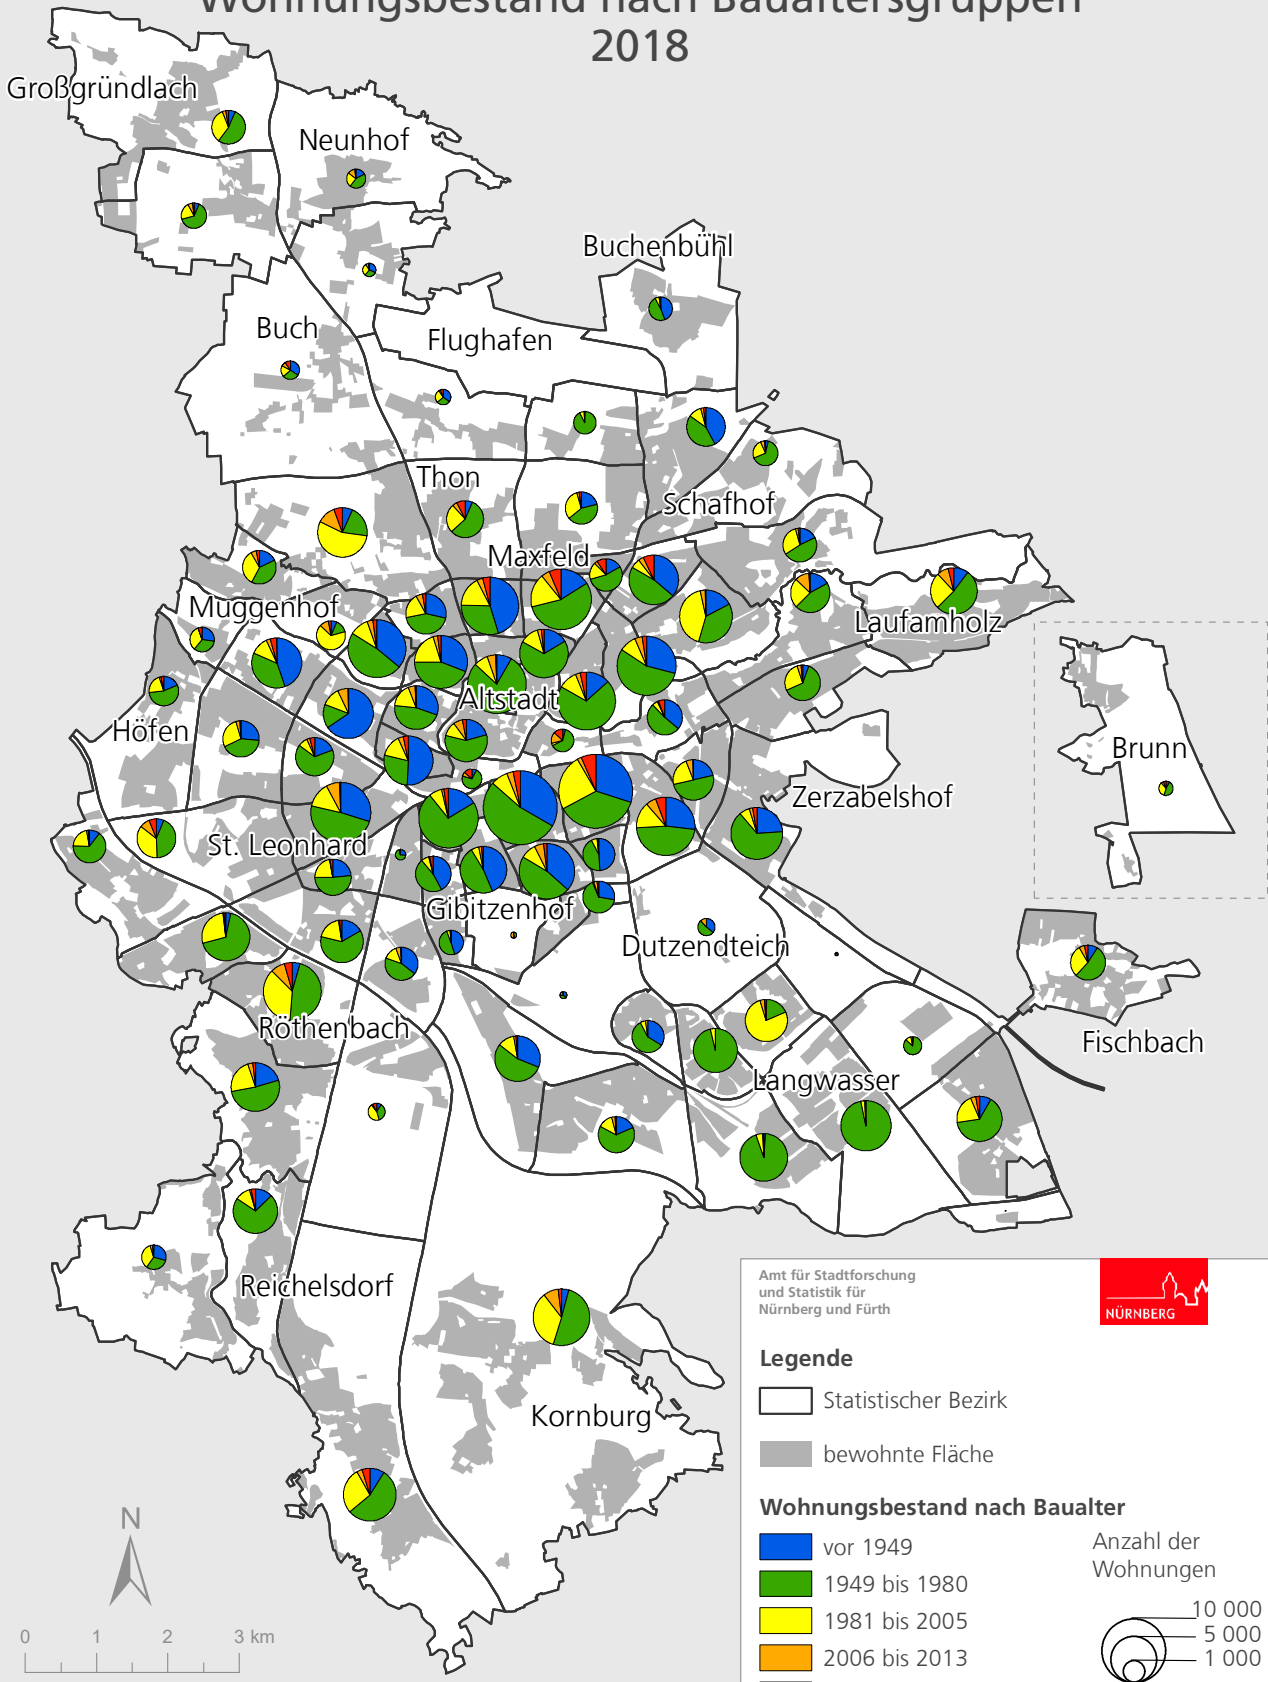 Wohnungsbestand nach Baualtersgruppen
2018
Großgründlach
Neunhof
Buchenbühl
Buch
Flughafen
Thon
Schafhof
Maxfeld
Muggenhof
Laufamholz
Altstadt
Höfen
Brunn
Zerzabelshof
St. Leonhard
Gibitzenhof
Dutzendteich
Röthenbach
Fischbach
Langwasser
Reichelsdorf
Kornburg
Amt für Stadtforschung
und Statistik für
Nürnberg und Fürth
NÜRNBERG
Legende
Statistischer Bezirk
bewohnte Fläche
Wohnungsbestand nach Baualter
vor 1949
1949 bis 1980
1981 bis 2005
2006 bis 2013
Anzahl der
Wohnungen
10 000
5 000
1 000
N
0 1 2 3 km